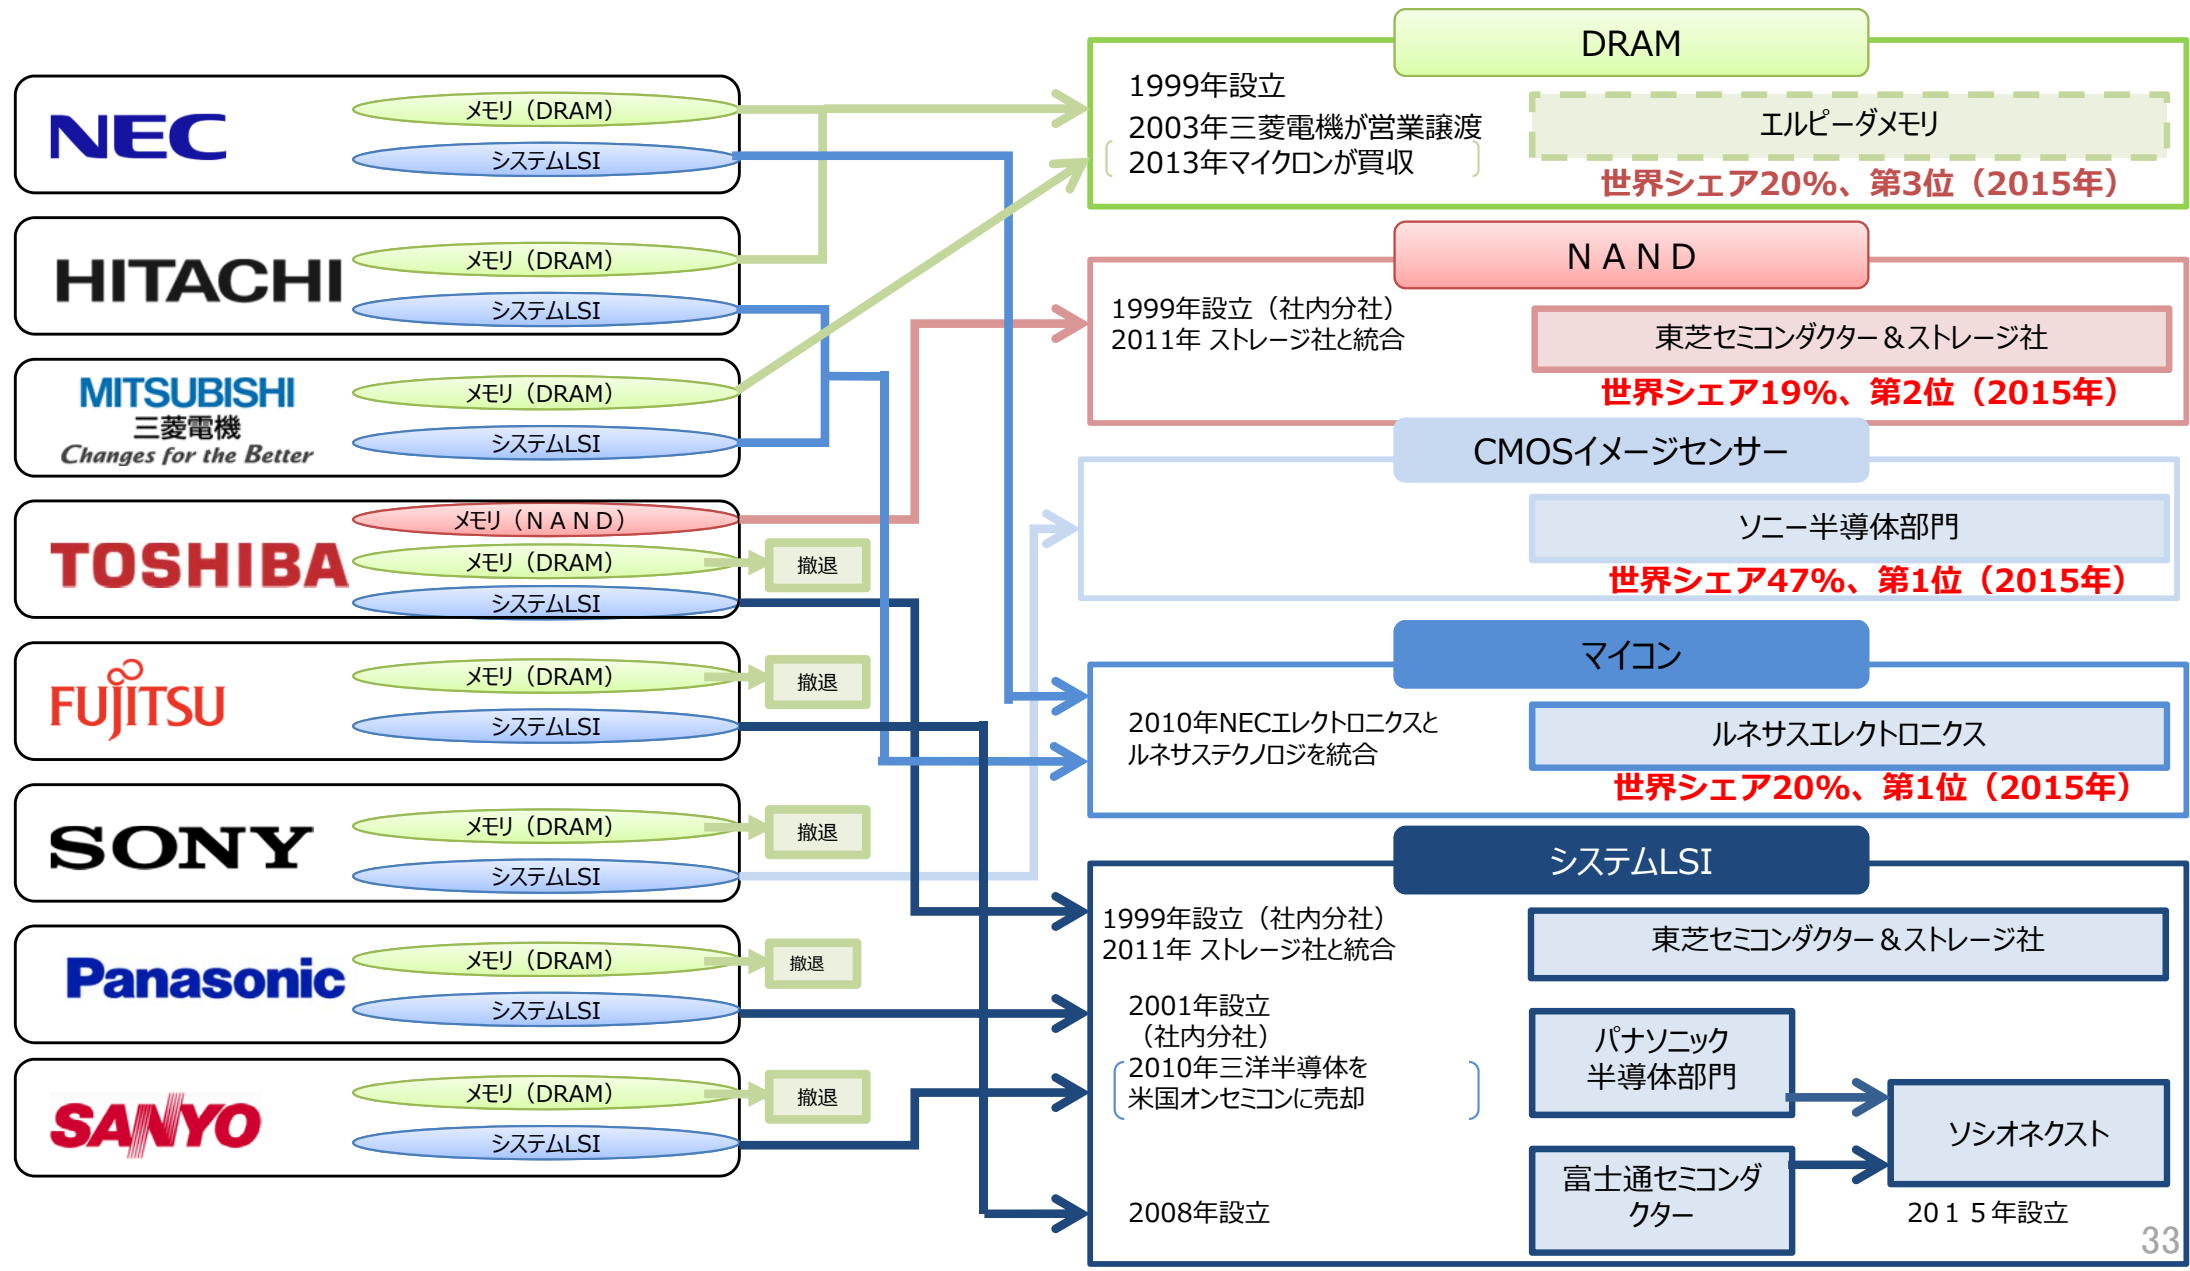 NEC
メモリ（DRAM）
システムLSI
HITACHI
メモリ（DRAM）
システムLSI
MITSUBISHI
三菱電機
Changes for the Better
メモリ（DRAM）
システムLSI
TOSHIBA
メモリ（ＮＡＮＤ）
メモリ（DRAM）
撤退
システムLSI
FUJITSU
メモリ（DRAM）
撤退
システムLSI
SONY
メモリ（DRAM）
撤退
システムLSI
Panasonic
メモリ（DRAM）
撤退
システムLSI
SANYO
メモリ（DRAM）
撤退
システムLSI
DRAM
1999年設立
2003年三菱電機が営業譲渡
2013年マイクロンが買収
エルピーダメモリ
世界シェア20%、第3位（2015年）
ＮＡＮＤ
1999年設立（社内分社）
2011年 ストレージ社と統合
東芝セミコンダクター＆ストレージ社
世界シェア19%、第2位（2015年）
CMOSイメージセンサー
ソニー半導体部門
世界シェア47%、第1位（2015年）
マイコン
2010年NECエレクトロニクスと
ルネサステクノロジを統合
ルネサスエレクトロニクス
世界シェア20%、第1位（2015年）
システムLSI
1999年設立（社内分社）
2011年 ストレージ社と統合
東芝セミコンダクター＆ストレージ社
2001年設立
（社内分社）
2010年三洋半導体を
米国オンセミコンに売却
パナソニック
半導体部門
ソシオネクスト
2008年設立
富士通セミコンダ
クター
20１５年設立
33